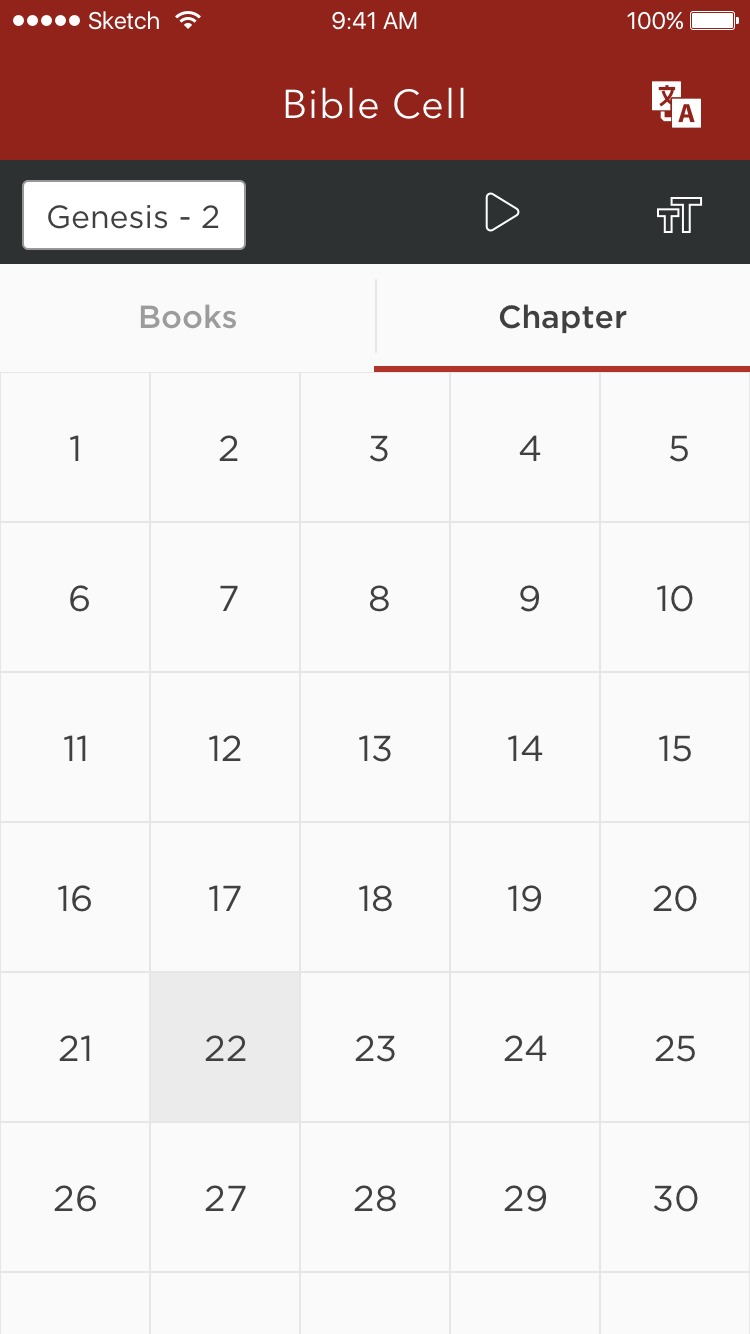 Sketch 9:41 AM 100%
Bible Cell
文 A
Genesis - 2 TT
Books Chapter
1 2 3 4 5
6 7 8 9 10
11 12 13 14 15
16 17 18 19 20
21 22 23 24 25
26 27 28 29 30